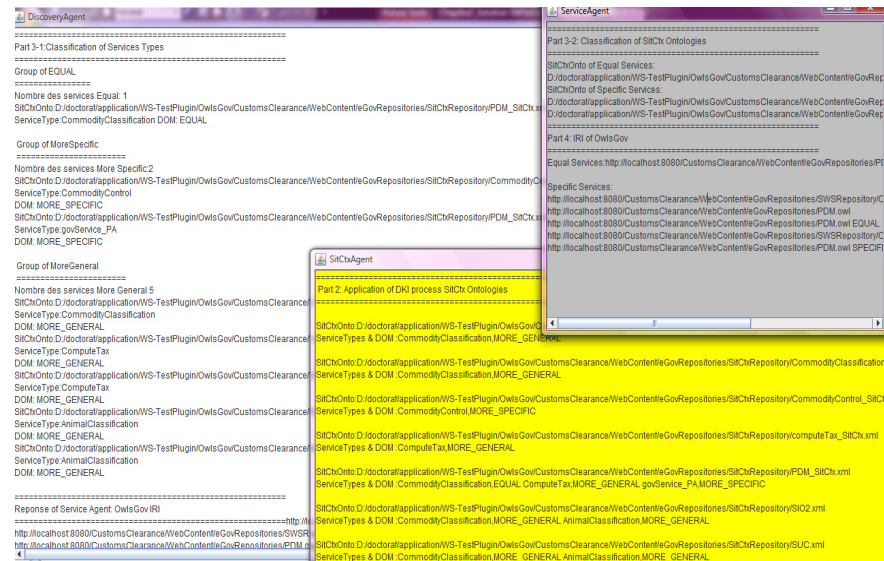 DiscoveryAgent
==========================================================
Part 3-1:Classification of Services Types
==========================================================
Group of EQUAL
================
Nombre des services Equal: 1
SitCtxOnto:D:/doctorat/application/WS-TestPlugin/OwlsGov/CustomsClearance/WebContent/eGovRepositories/SitCtxRepository/PDM_SitCtx.xm
ServiceType:CommodityClassification DOM: EQUAL
Group of MoreSpecific
=======================
Nombre des services More Specific:2
SitCtxOnto:D:/doctorat/application/WS-TestPlugin/OwlsGov/CustomsClearance/WebContent/eGovRepositories/SitCtxRepository/CommodityCo
ServiceType:CommodityControl
DOM: MORE_SPECIFIC
SitCtxOnto:D:/doctorat/application/WS-TestPlugin/OwlsGov/CustomsClearance/WebContent/eGovRepositories/SitCtxRepository/PDM_SitCtx.xm
ServiceType:govService_PA
DOM: MORE_SPECIFIC
Group of MoreGeneral
=======================
Nombre des services More General 5
SitCtxOnto:D:/doctorat/application/WS-TestPlugin/OwlsGov/CustomsClearance/
ServiceType:CommodityClassification
DOM: MORE_GENERAL
SitCtxOnto:D:/doctorat/application/WS-TestPlugin/OwlsGov/CustomsClearance/
ServiceType:ComputeTax
DOM: MORE_GENERAL
SitCtxOnto:D:/doctorat/application/WS-TestPlugin/OwlsGov/CustomsClearance/
ServiceType:ComputeTax
DOM: MORE_GENERAL
SitCtxOnto:D:/doctorat/application/WS-TestPlugin/OwlsGov/CustomsClearance/
ServiceType:AnimalClassification
DOM: MORE_GENERAL
SitCtxOnto:D:/doctorat/application/WS-TestPlugin/OwlsGov/CustomsClearance/
ServiceType:AnimalClassification
DOM: MORE_GENERAL
==========================================================
Reponse of Service Agent: OwlsGov IRI
==========================================================http://lo
http://localhost:8080/CustomsClearance/WebContent/eGovRepositories/SWSR
http://localhost:8080/CustomsClearance/WebContent/eGovRepositories/PDM.o
ServiceAgent
==========================================================
Part 3-2: Classification of SitCtx Ontologies
==========================================================
SitCtxOnto of Equal Services:
D:/doctorat/application/WS-TestPlugin/OwlsGov/CustomsClearance/WebContent/eGovRep
SitCtxOnto of Specific Services:
D:/doctorat/application/WS-TestPlugin/OwlsGov/CustomsClearance/WebContent/eGovRep
D:/doctorat/application/WS-TestPlugin/OwlsGov/CustomsClearance/WebContent/eGovRep
==========================================================
Part 4: IRI of OwlsGov
==========================================================
Equal Services:http://localhost:8080/CustomsClearance/WebContent/eGovRepositories/PD
Specific Services:
http://localhost:8080/CustomsClearance/WebContent/eGovRepositories/SWSRepository/C
http://localhost:8080/CustomsClearance/WebContent/eGovRepositories/PDM.owl
http://localhost:8080/CustomsClearance/WebContent/eGovRepositories/PDM.owl EQUAL
http://localhost:8080/CustomsClearance/WebContent/eGovRepositories/SWSRepository/C
http://localhost:8080/CustomsClearance/WebContent/eGovRepositories/PDM.owl SPECIFI
SitCtxAgent
==================================================
Part 2: Application of DKI process SitCtx Ontologies
==================================================
SitCtxOnto:D:/doctorat/application/WS-TestPlugin/OwlsGov/C
ServiceTypes & DOM :CommodityClassification,MORE_GENERAL
SitCtxOnto:D:/doctorat/application/WS-TestPlugin/OwlsGov/CustomsClearance/WebContent/eGovRepositories/SitCtxRepository/CommodityClassification
ServiceTypes & DOM :CommodityClassification,MORE_GENERAL
SitCtxOnto:D:/doctorat/application/WS-TestPlugin/OwlsGov/CustomsClearance/WebContent/eGovRepositories/SitCtxRepository/CommodityControl_SitCt
ServiceTypes & DOM :CommodityControl,MORE_SPECIFIC
SitCtxOnto:D:/doctorat/application/WS-TestPlugin/OwlsGov/CustomsClearance/WebContent/eGovRepositories/SitCtxRepository/computeTax_SitCtx.xml
ServiceTypes & DOM :ComputeTax,MORE_GENERAL
SitCtxOnto:D:/doctorat/application/WS-TestPlugin/OwlsGov/CustomsClearance/WebContent/eGovRepositories/SitCtxRepository/PDM_SitCtx.xml
ServiceTypes & DOM :CommodityClassification,EQUAL ComputeTax,MORE_GENERAL govService_PA,MORE_SPECIFIC
SitCtxOnto:D:/doctorat/application/WS-TestPlugin/OwlsGov/CustomsClearance/WebContent/eGovRepositories/SitCtxRepository/SIO2.xml
ServiceTypes & DOM :CommodityClassification,MORE_GENERAL AnimalClassification,MORE_GENERAL
SitCtxOnto:D:/doctorat/application/WS-TestPlugin/OwlsGov/CustomsClearance/WebContent/eGovRepositories/SitCtxRepository/SUC.xml
ServiceTypes & DOM :CommodityClassification,MORE_GENERAL AnimalClassification,MORE_GENERAL